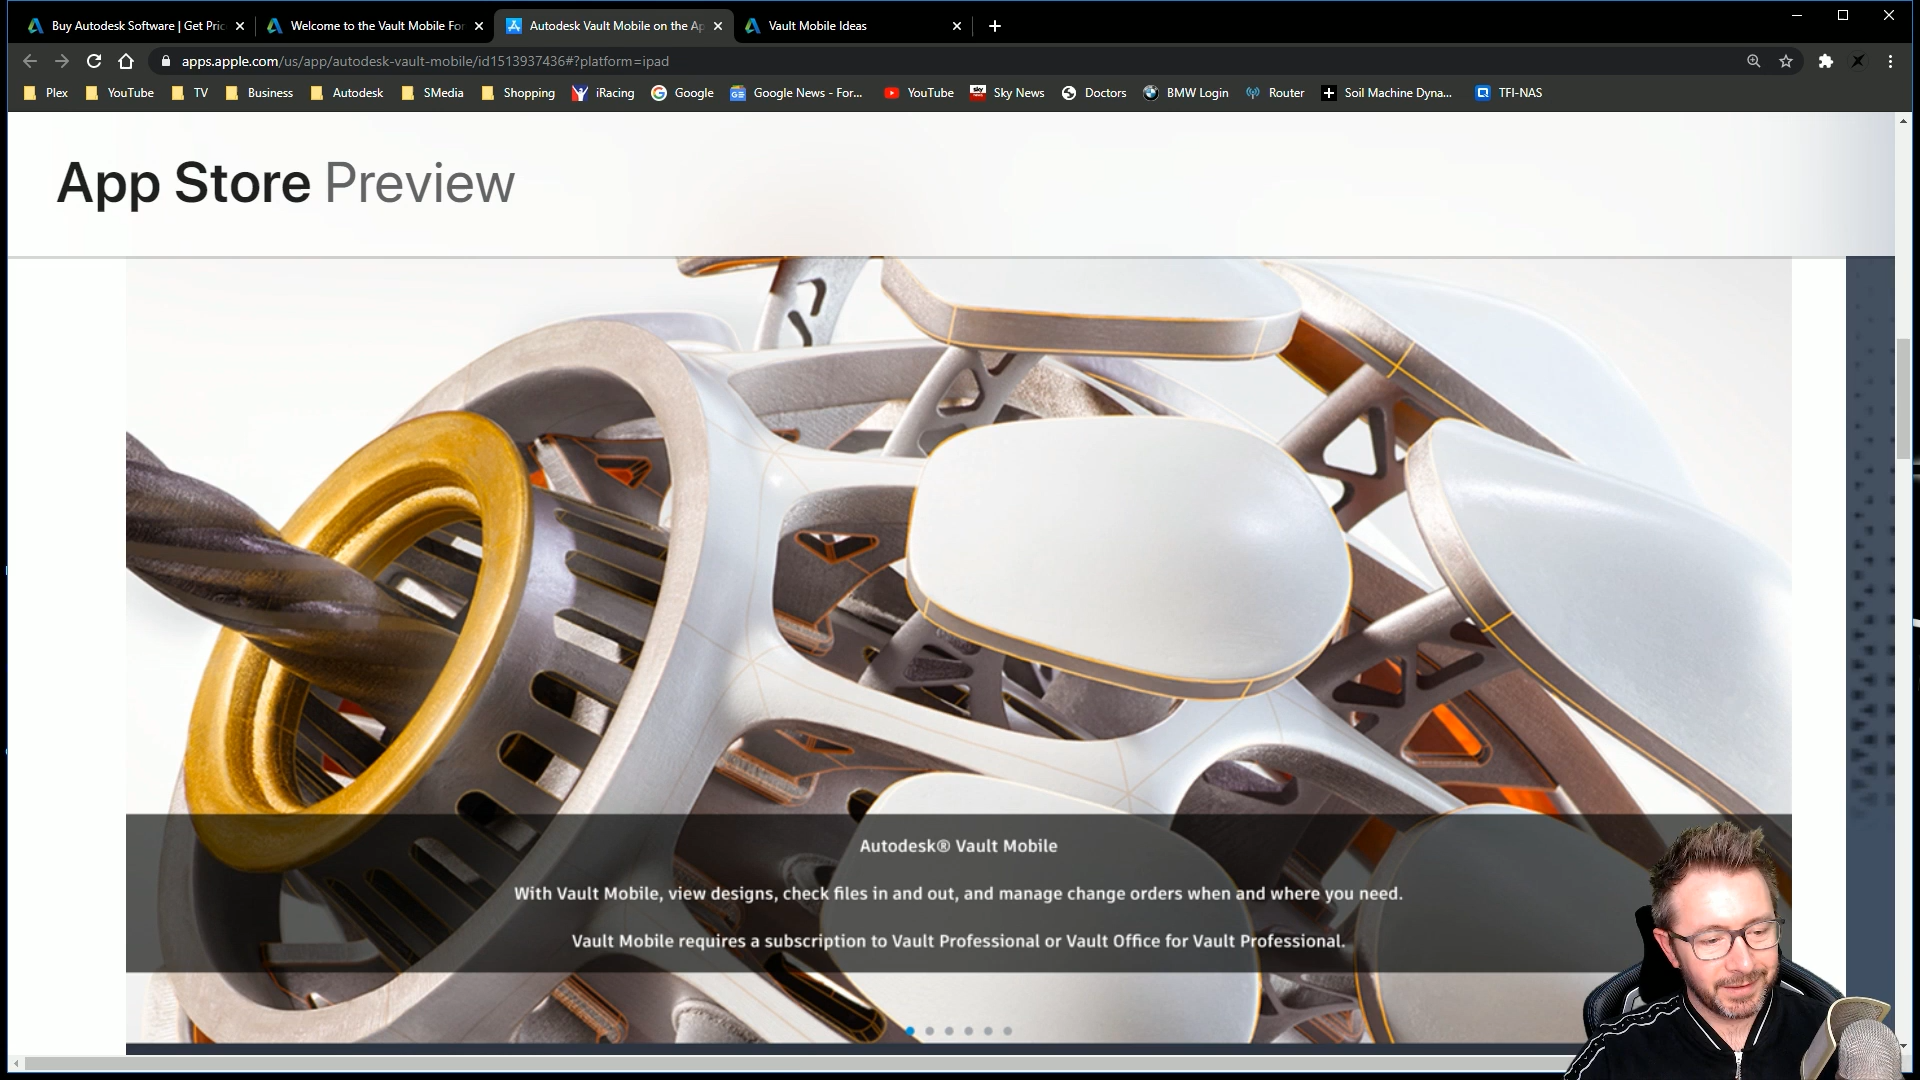 Buy Autodesk Software | Get Pric
Welcome to the Vault Mobile For
Autodesk Vault Mobile on the Ap
Vault Mobile Ideas
apps.apple.com/us/app/autodesk-vault-mobile/id1513937436#?platform=ipad
Plex YouTube TV Business Autodesk SMedia Shopping iRacing Google Google News - For... YouTube Sky News Doctors BMW Login Router Soil Machine Dyna... TFI-NAS
App Store Preview
Autodesk® Vault Mobile
With Vault Mobile, view designs, check files in and out, and manage change orders when and where you need.
Vault Mobile requires a subscription to Vault Professional or Vault Office for Vault Professional.